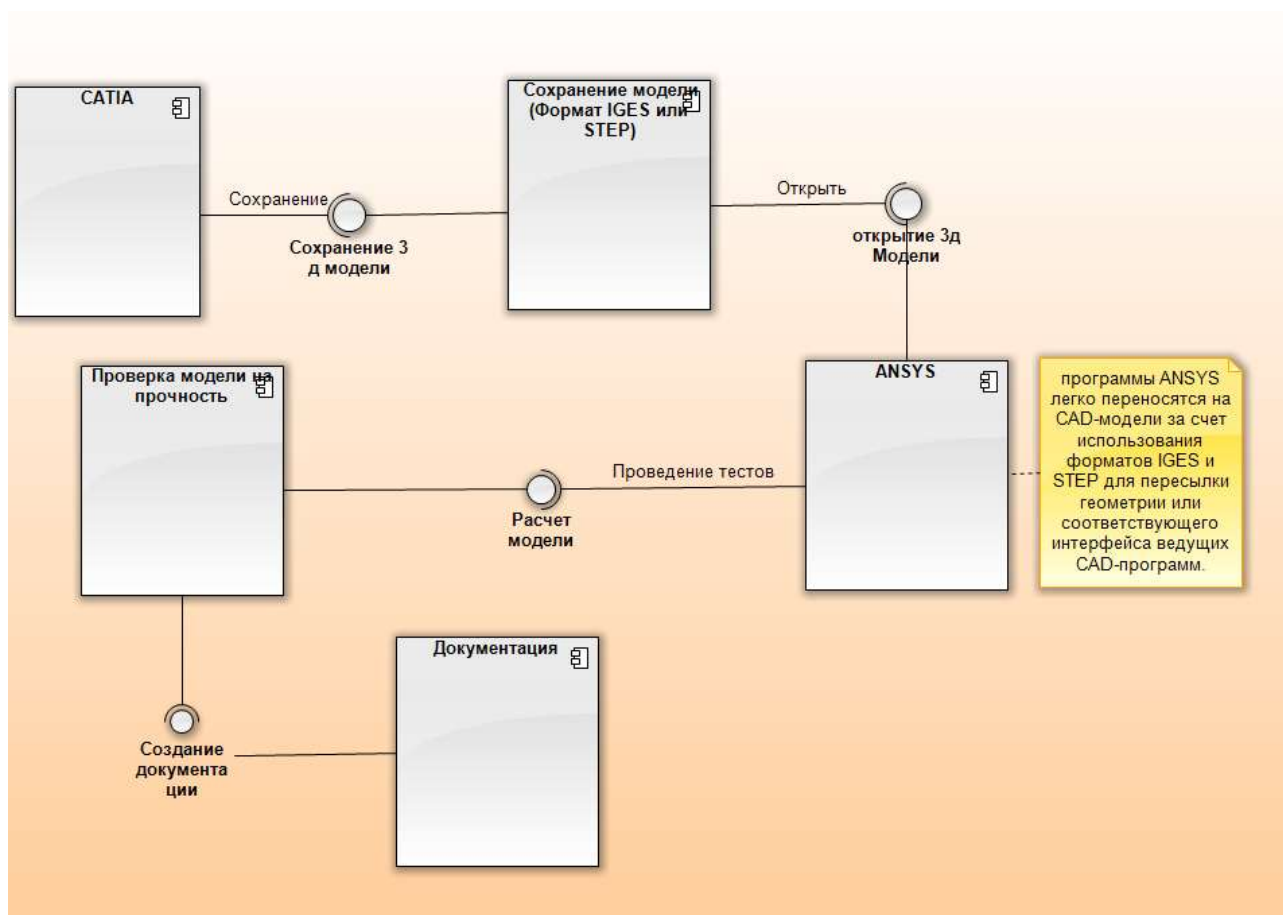 CATIA
Сохранение модели
(Формат IGES или
STEP)
Сохранение
Сохранение 3
д модели
Открыть
открытие 3д
Модели
Проверка модели на
прочность
ANSYS
программы ANSYS
легко переносятся на
CAD-модели за счет
использования
форматов IGES и
STEP для пересылки
геометрии или
соответствующего
интерфейса ведущих
CAD-программ.
Проведение тестов
Расчет
модели
Документация
Создание
документа
ции